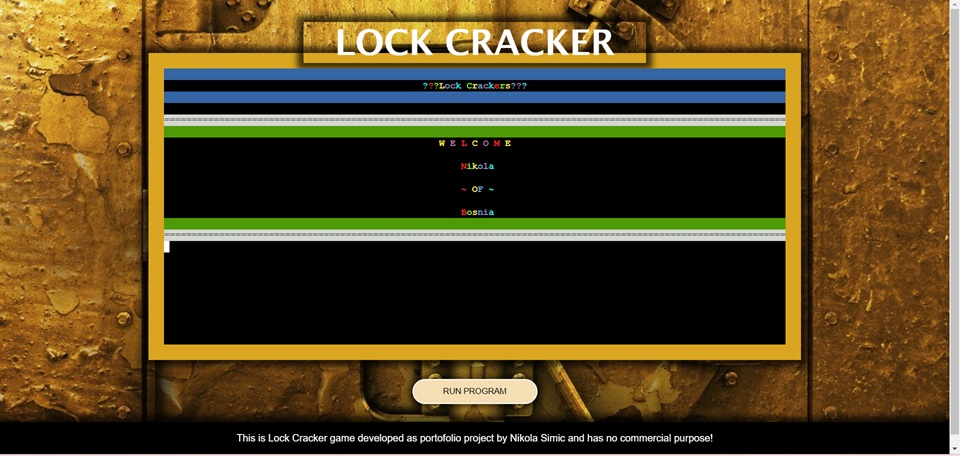 LOCK CRACKER
???Lock Crackers???
W E L C O M E
Nikola
~ OF ~
Bosnia
RUN PROGRAM
This is Lock Cracker game developed as portofolio project by Nikola Simic and has no commercial purpose!